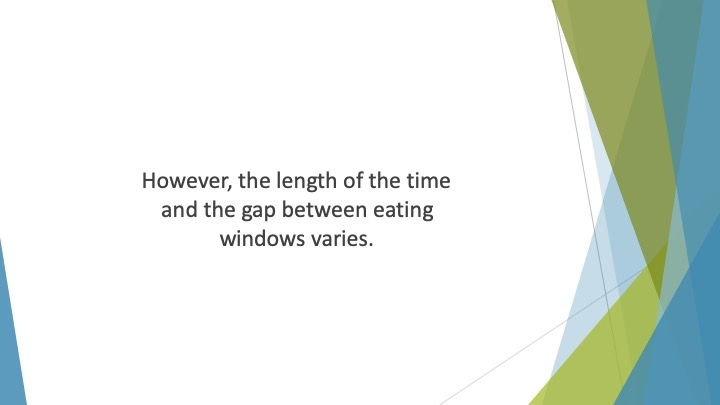 However, the length of the time
and the gap between eating
windows varies.